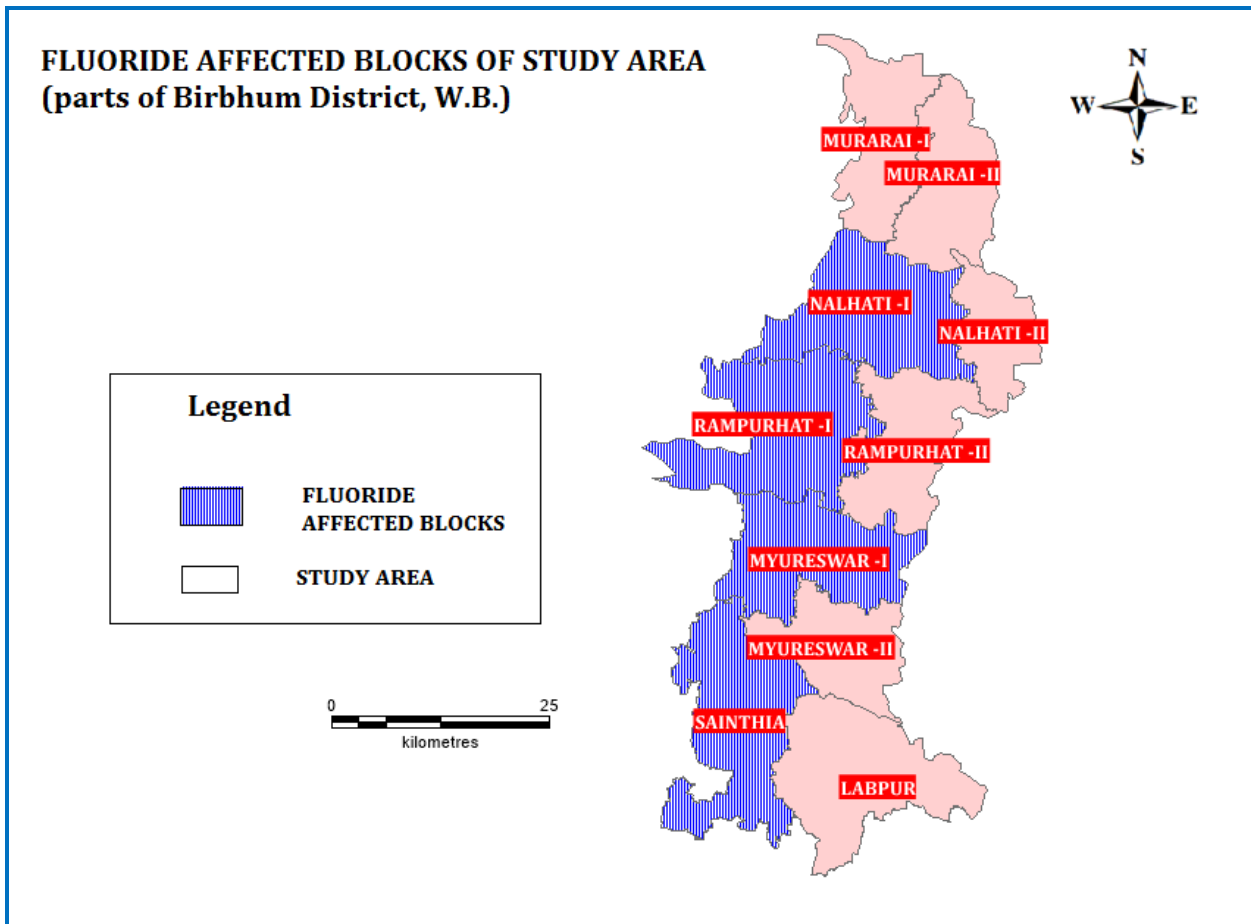 FLUORIDE AFFECTED BLOCKS OF STUDY AREA
(parts of Birbhum District, W.B.)
N
W E
S
MURARAI -I
MURARAI -II
NALHATI -I
NALHATI -II
RAMPURHAT -I
RAMPURHAT -II
MYURESWAR -I
MYURESWAR -II
SAINTHIA
LABPUR
Legend
FLUORIDE
AFFECTED BLOCKS
STUDY AREA
0 25
kilometres